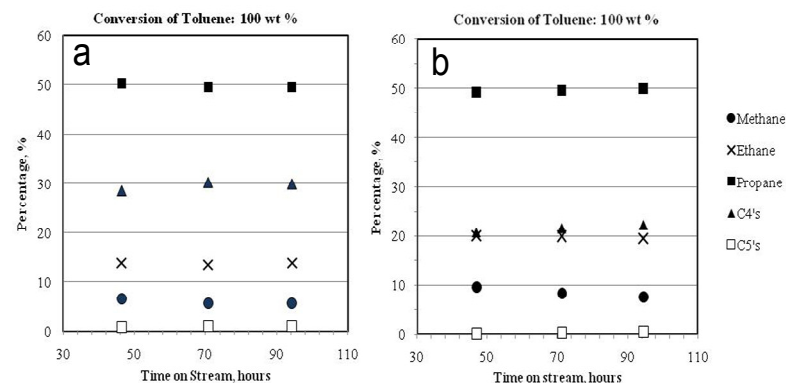 Conversion of Toluene: 100 wt %
a
Percentage, %
60
50
40
30
20
10
0
30
50
70
90
110
Time on Stream, hours
Conversion of Toluene: 100 wt %
b
Percentage, %
60
50
40
30
20
10
0
30
50
70
90
110
Time on stream, hours
Methane
Ethane
Propane
C4's
C5's